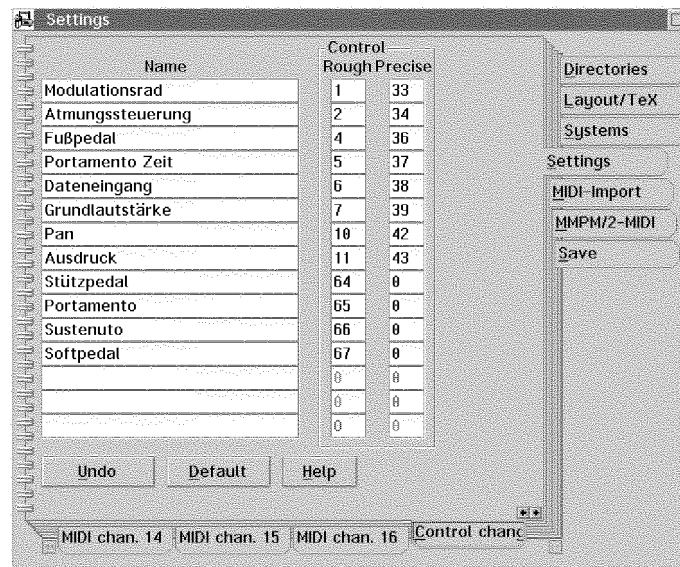 Settings
Control
Name Rough Precise
Modulationsrad 1 33
Atmungssteuerung 2 34
Fußpedal 4 36
Portamento Zeit 5 37
Dateneingang 6 38
Grundlautstärke 7 39
Pan 10 42
Ausdruck 11 43
Stützpedal 64 0
Portamento 65 0
Sustenuto 66 0
Softpedal 67 0
0 0
0 0
0 0
Undo Default Help
MIDI chan. 14 MIDI chan. 15 MIDI chan. 16 Control chang
Directories
Layout/TeX
Systems
Settings
MIDI-Import
MMPM/2-MIDI
Save